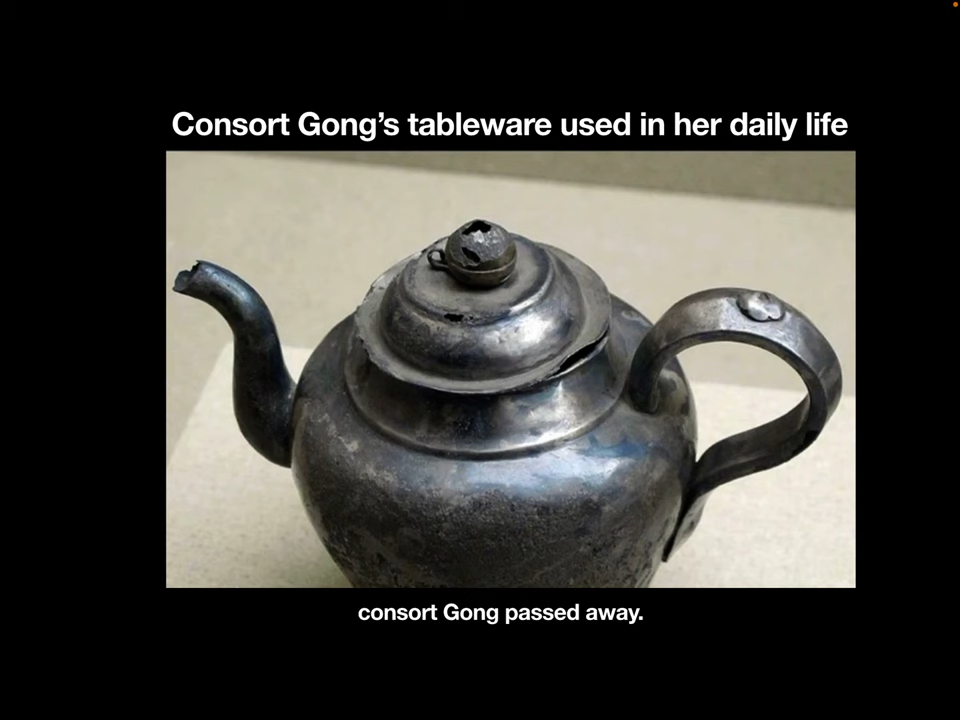 Consort Gong’s tableware used in her daily life
consort Gong passed away.